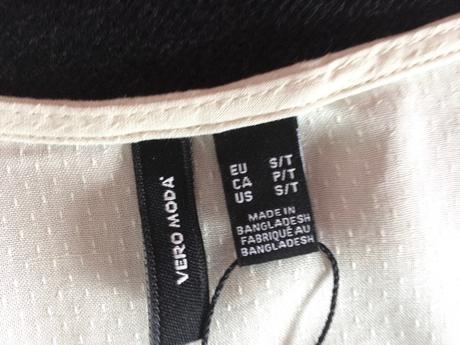 VERO MODA
EU S/T
CA P/T
US S/T
MADE IN
BANGLADESH
FABRIQUÉ AU
BANGLADESH